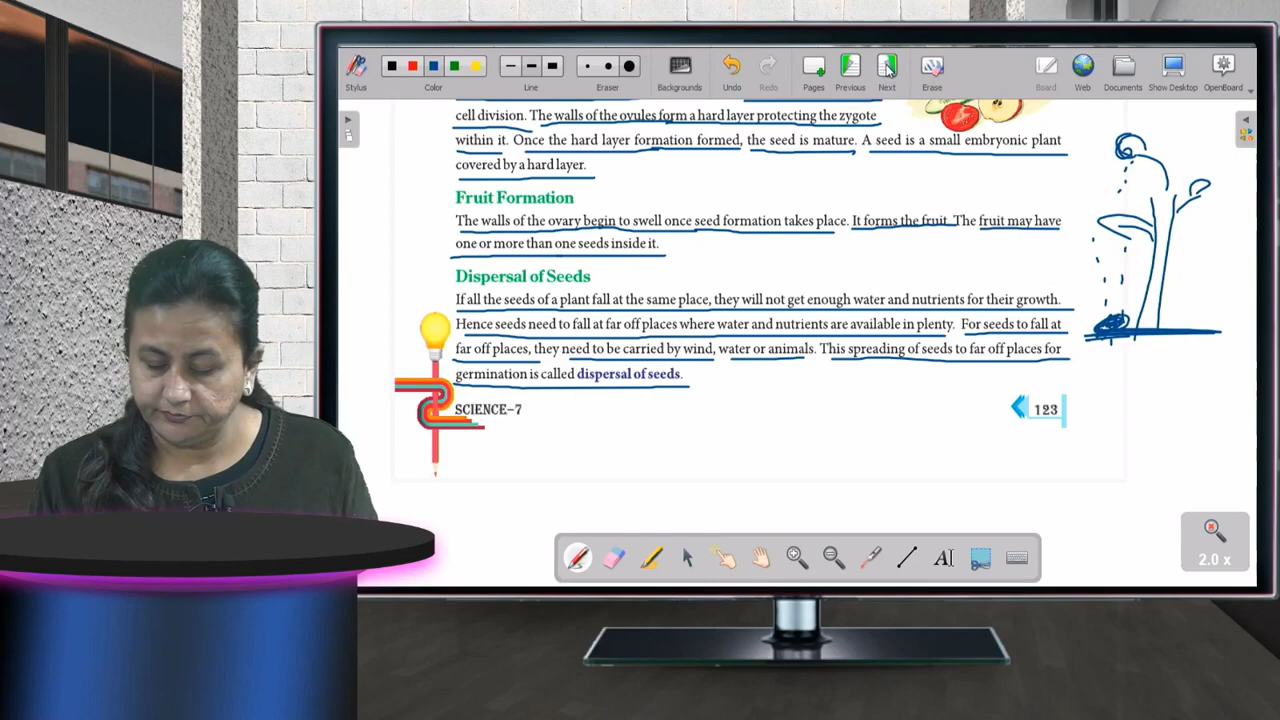 Stylus
Color
Line
Eraser
Backgrounds
Undo
Redo
Pages
Previous
Next
Erase
Board
Web
Documents
Show Desktop
OpenBoard
cell division. The walls of the ovules form a hard layer protecting the zygote
within it. Once the hard layer formation formed, the seed is mature. A seed is a small embryonic plant
covered by a hard layer.
Fruit Formation
The walls of the ovary begin to swell once seed formation takes place. It forms the fruit. The fruit may have
one or more than one seeds inside it.
Dispersal of Seeds
If all the seeds of a plant fall at the same place, they will not get enough water and nutrients for their growth.
Hence seeds need to fall at far off places where water and nutrients are available in plenty. For seeds to fall at
far off places, they need to be carried by wind, water or animals. This spreading of seeds to far off places for
germination is called dispersal of seeds.
SCIENCE–7
123
AI
2.0 x